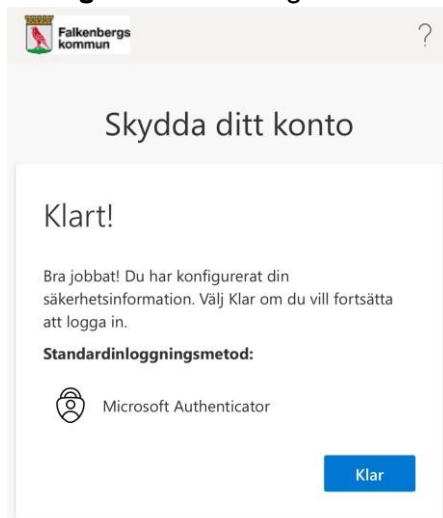 Falkenbergs
kommun
?
Skydda ditt konto
Klart!
Bra jobbat! Du har konfigurerat din
säkerhetsinformation. Välj Klar om du vill fortsätta
att logga in.
Standardinloggningsmetod:
Microsoft Authenticator
Klar